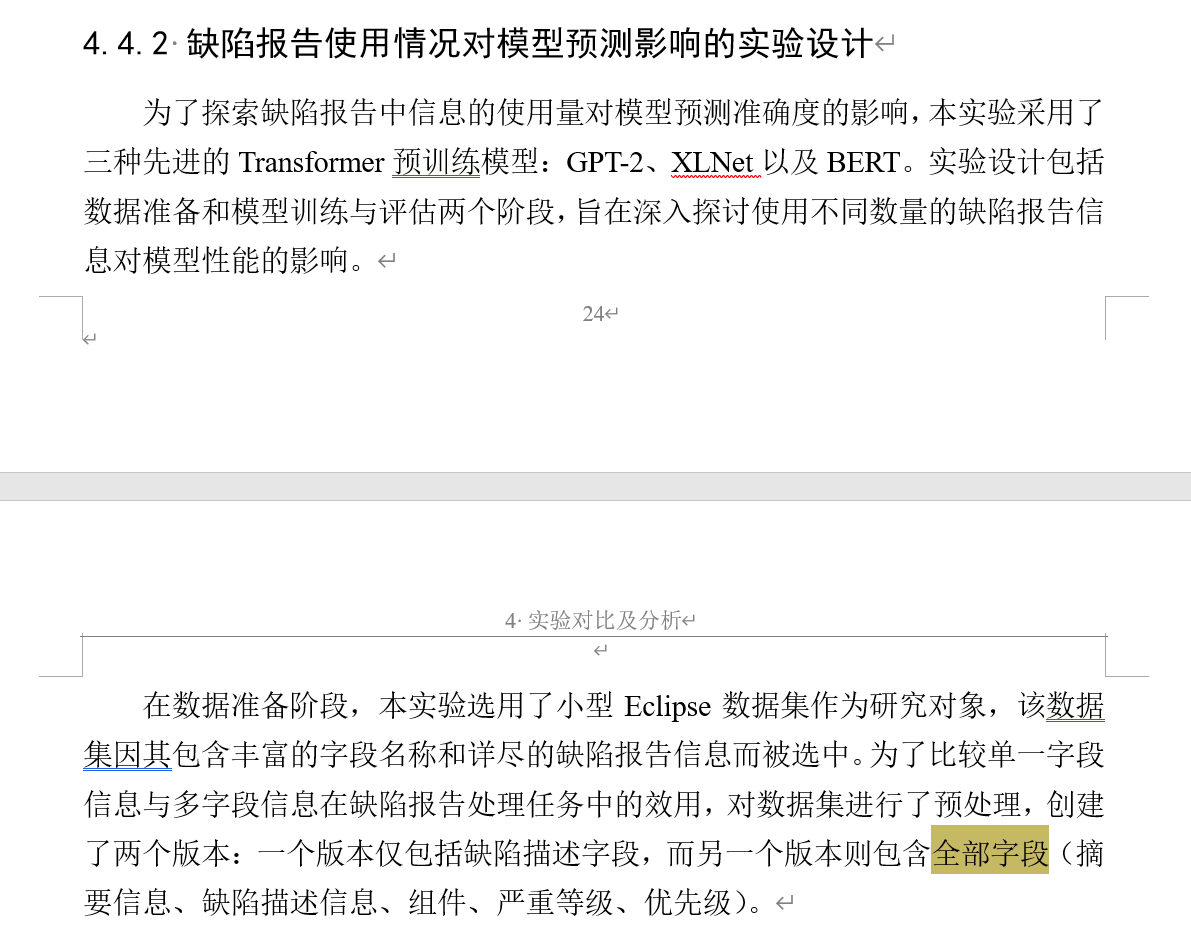 4.4.2 缺陷报告使用情况对模型预测影响的实验设计
为了探索缺陷报告中信息的使用量对模型预测准确度的影响，本实验采用了
三种先进的 Transformer 预训练模型：GPT-2、XLNet 以及 BERT。实验设计包括
数据准备和模型训练与评估两个阶段，旨在深入探讨使用不同数量的缺陷报告信
息对模型性能的影响。
24
4 实验对比及分析
在数据准备阶段，本实验选用了小型 Eclipse 数据集作为研究对象，该数据
集因其包含丰富的字段名称和详尽的缺陷报告信息而被选中。为了比较单一字段
信息与多字段信息在缺陷报告处理任务中的效用，对数据集进行了预处理，创建
了两个版本：一个版本仅包括缺陷描述字段，而另一个版本则包含全部字段（摘
要信息、缺陷描述信息、组件、严重等级、优先级）。